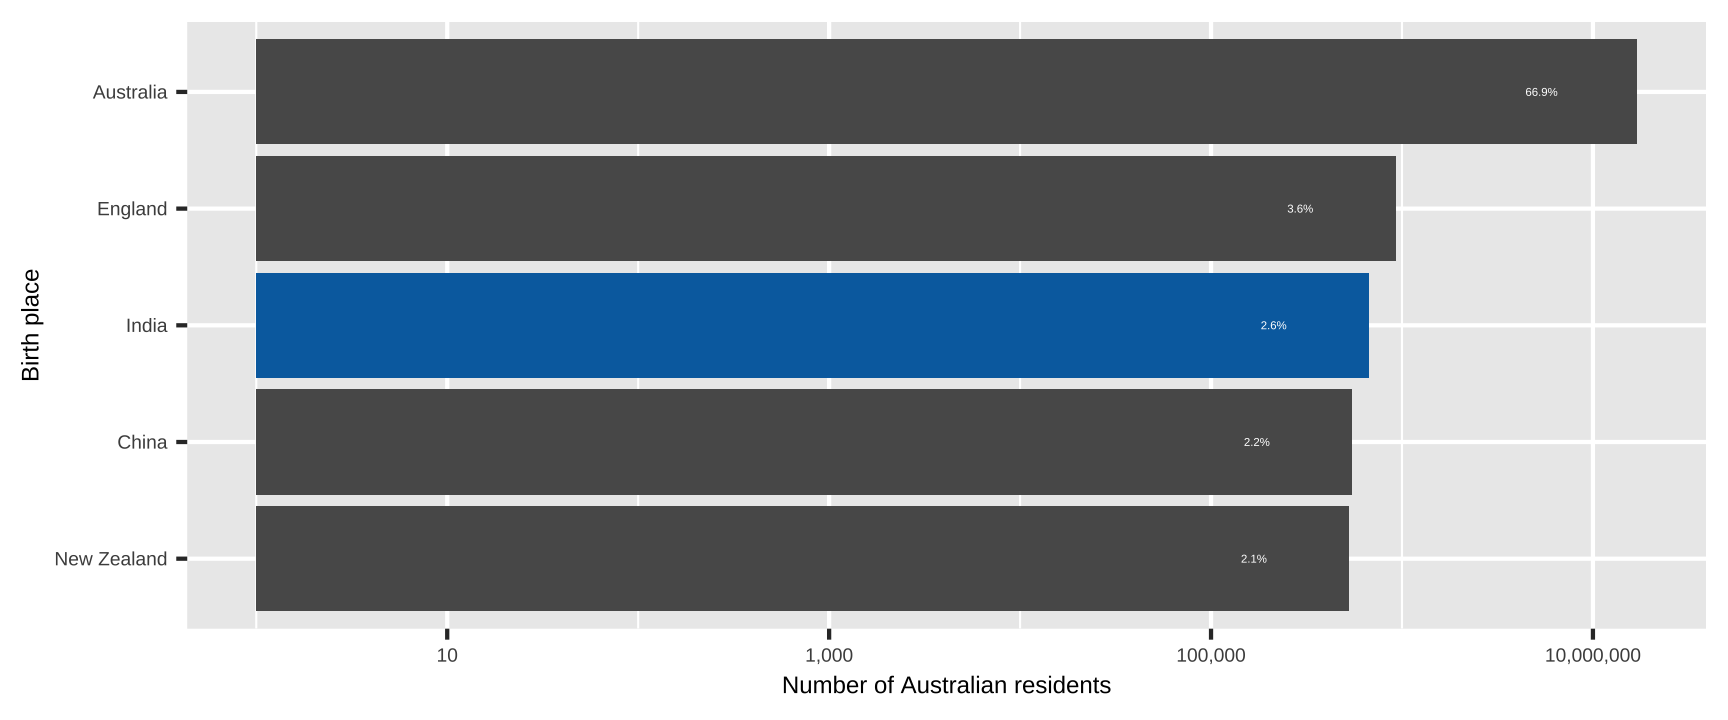 Birth place
Australia
66.9%
England
3.6%
India
2.6%
China
2.2%
New Zealand
2.1%
10
1,000
100,000
10,000,000
Number of Australian residents